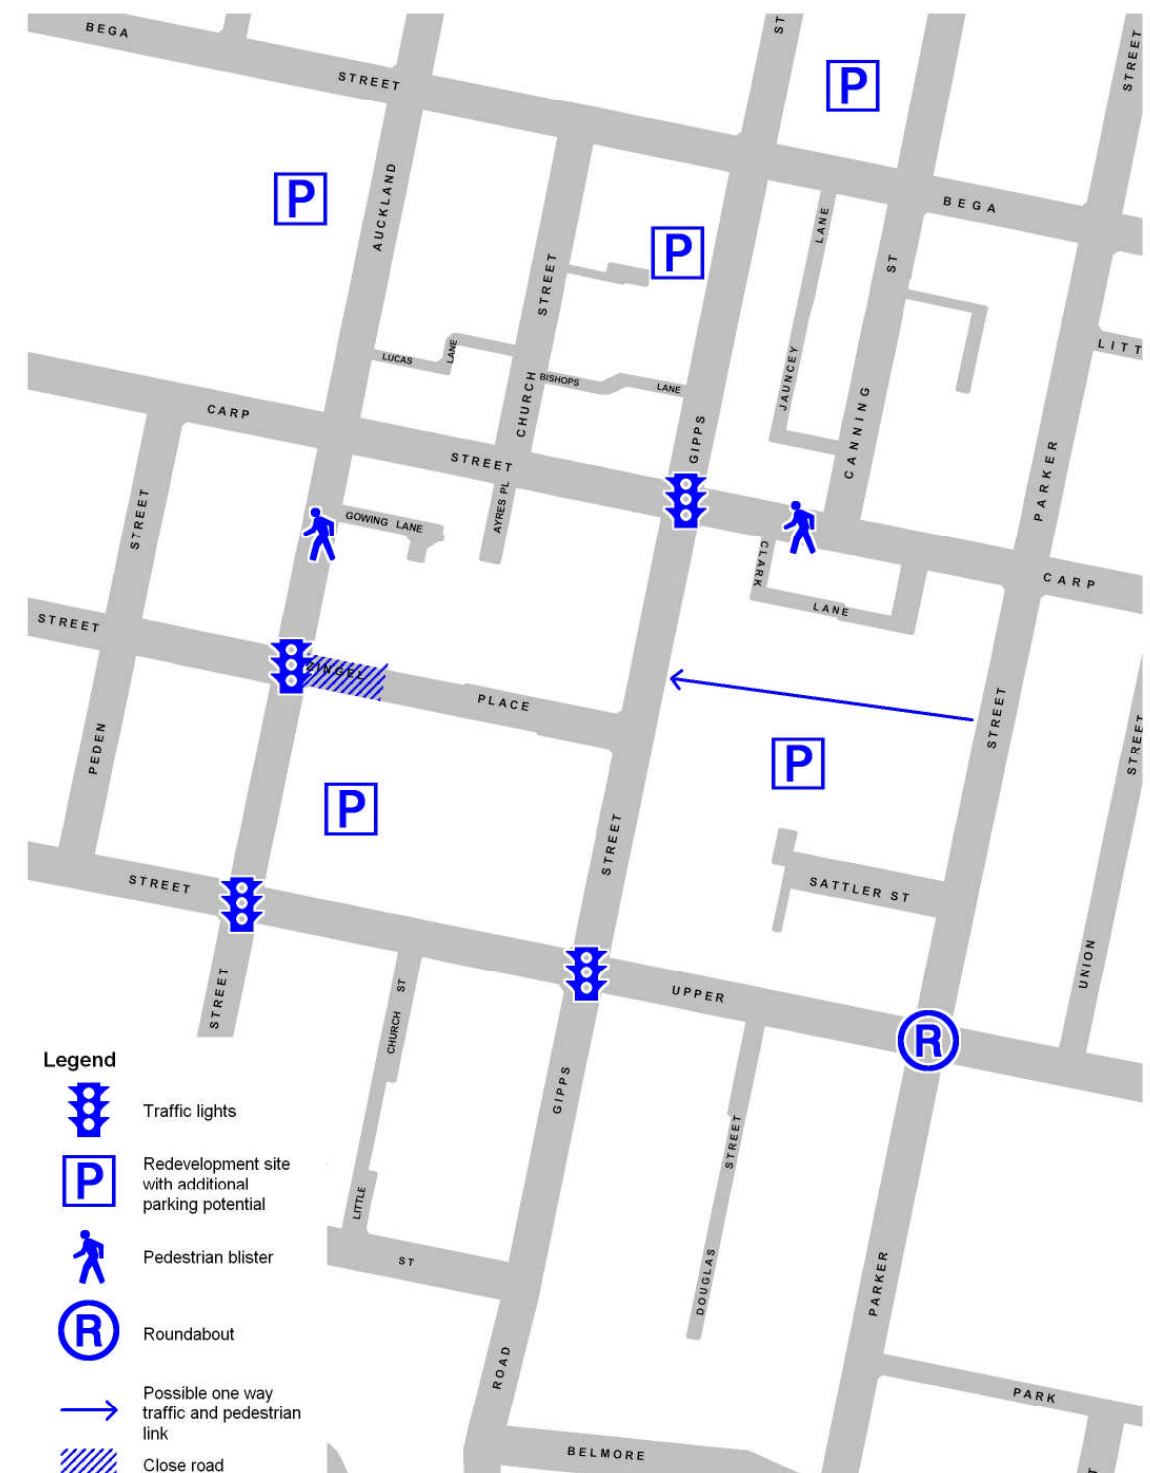 BEGA
STREET
ST
P
STREET
P
AUCKLAND
BEGA
LANE
P
ST
STREET
LITT
LUCAS
LANE
BISHOPS
LANE
JAUNCEY
CHURCH
CANNING
GIPPS
CARP
STREET
PARKER
STREET
GOWING LANE
AYRES PL
CLARK
LANE
CARP
STREET
ZINGEL
PLACE
STREET
PEDEN
STREET
P
P
STREET
STREET
SATTLER ST
STREET
UPPER
UNION
R
CHURCH ST
GIPPS
STREET
LITTLE
ST
DOUGLAS
PARKER
ROAD
PARK
BELMORE
Legend
Traffic lights
P
Redevelopment site
with additional
parking potential
Pedestrian blister
R
Roundabout
Possible one way
traffic and pedestrian
link
Close road